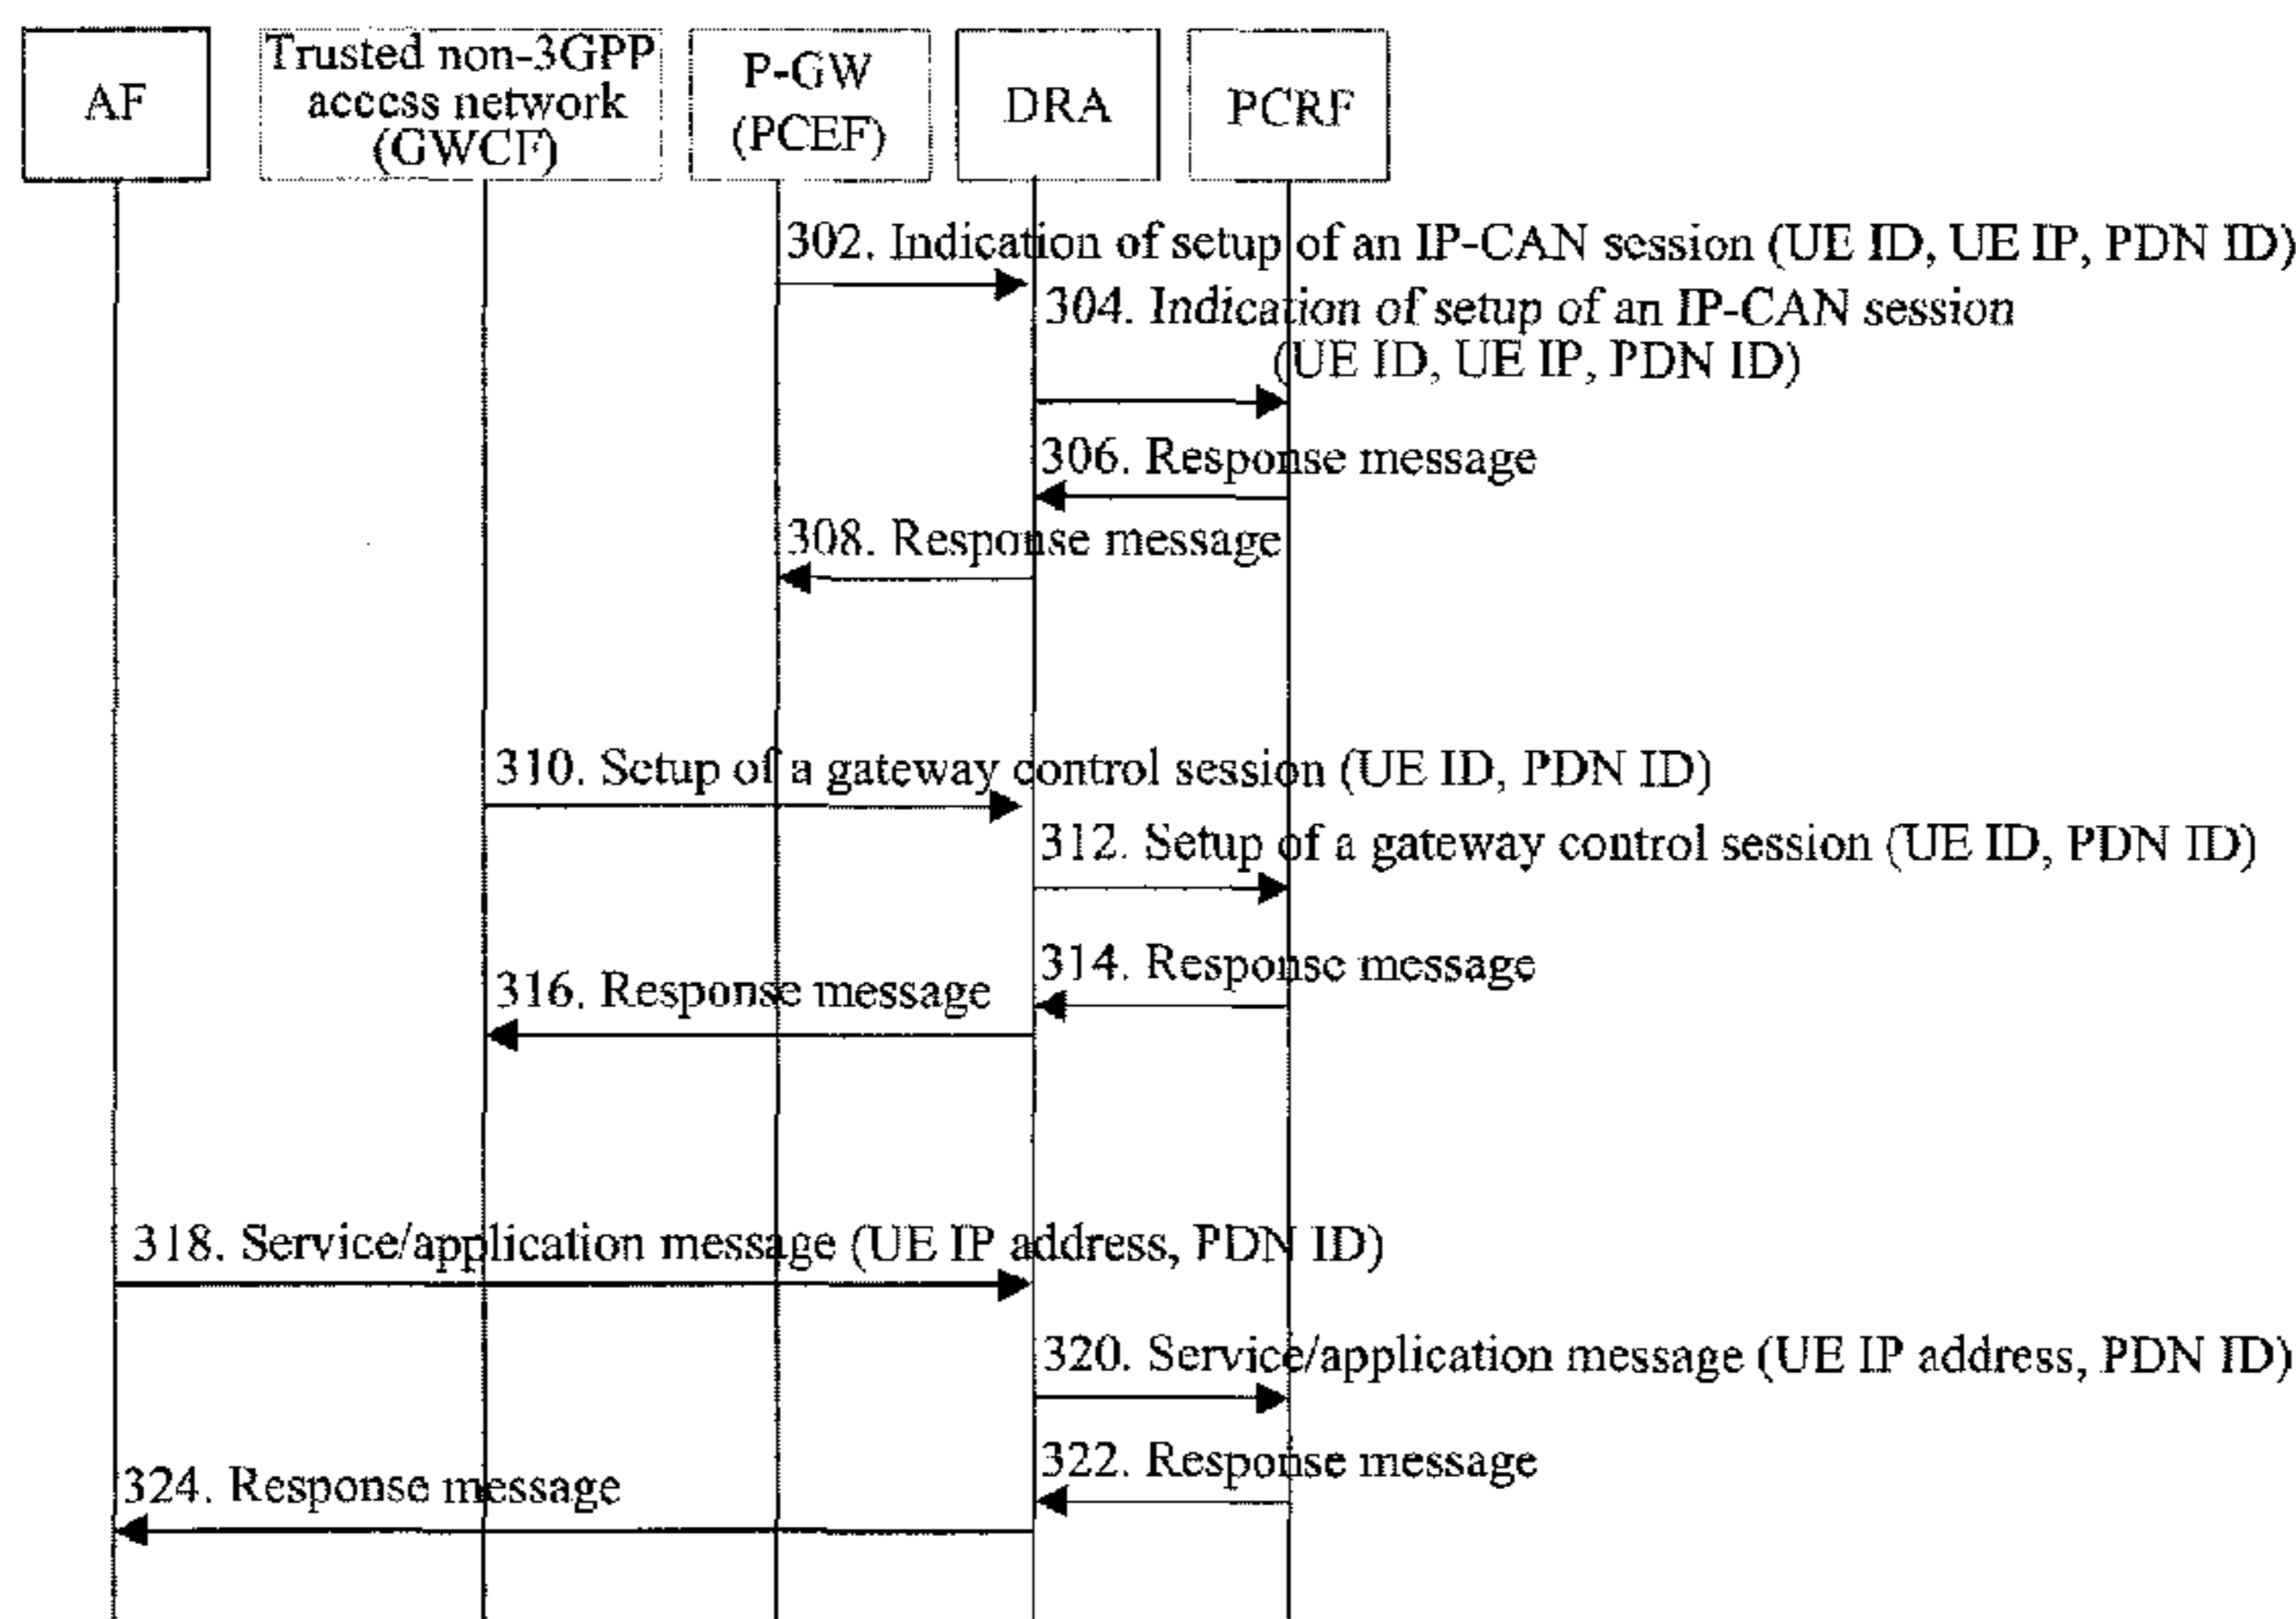 AF
Trusted non-3GPP
access network
(GWCF)
P-GW
(PCEF)
DRA
PCRF
302. Indication of setup of an IP-CAN session (UE ID, UE IP, PDN ID)
304. Indication of setup of an IP-CAN session
(UE ID, UE IP, PDN ID)
306. Response message
308. Response message
310. Setup of a gateway control session (UE ID, PDN ID)
312. Setup of a gateway control session (UE ID, PDN ID)
314. Response message
316. Response message
318. Service/application message (UE IP address, PDN ID)
320. Service/application message (UE IP address, PDN ID)
322. Response message
324. Response message